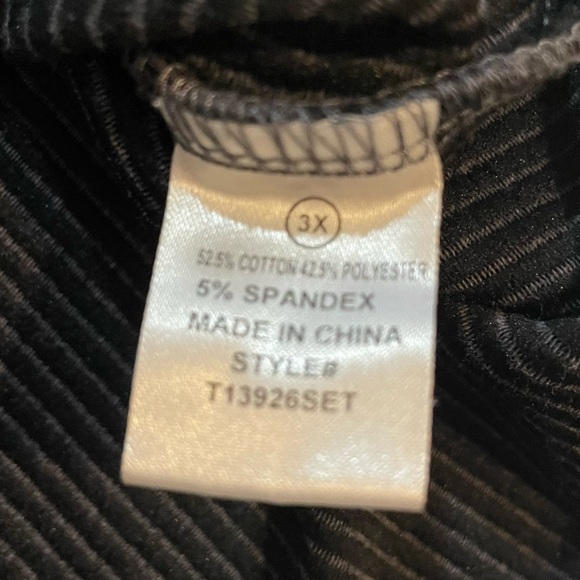 3X
52.5% COTTON 42.5% POLYESTER
5% SPANDEX
MADE IN CHINA
STYLE#
T13926SET